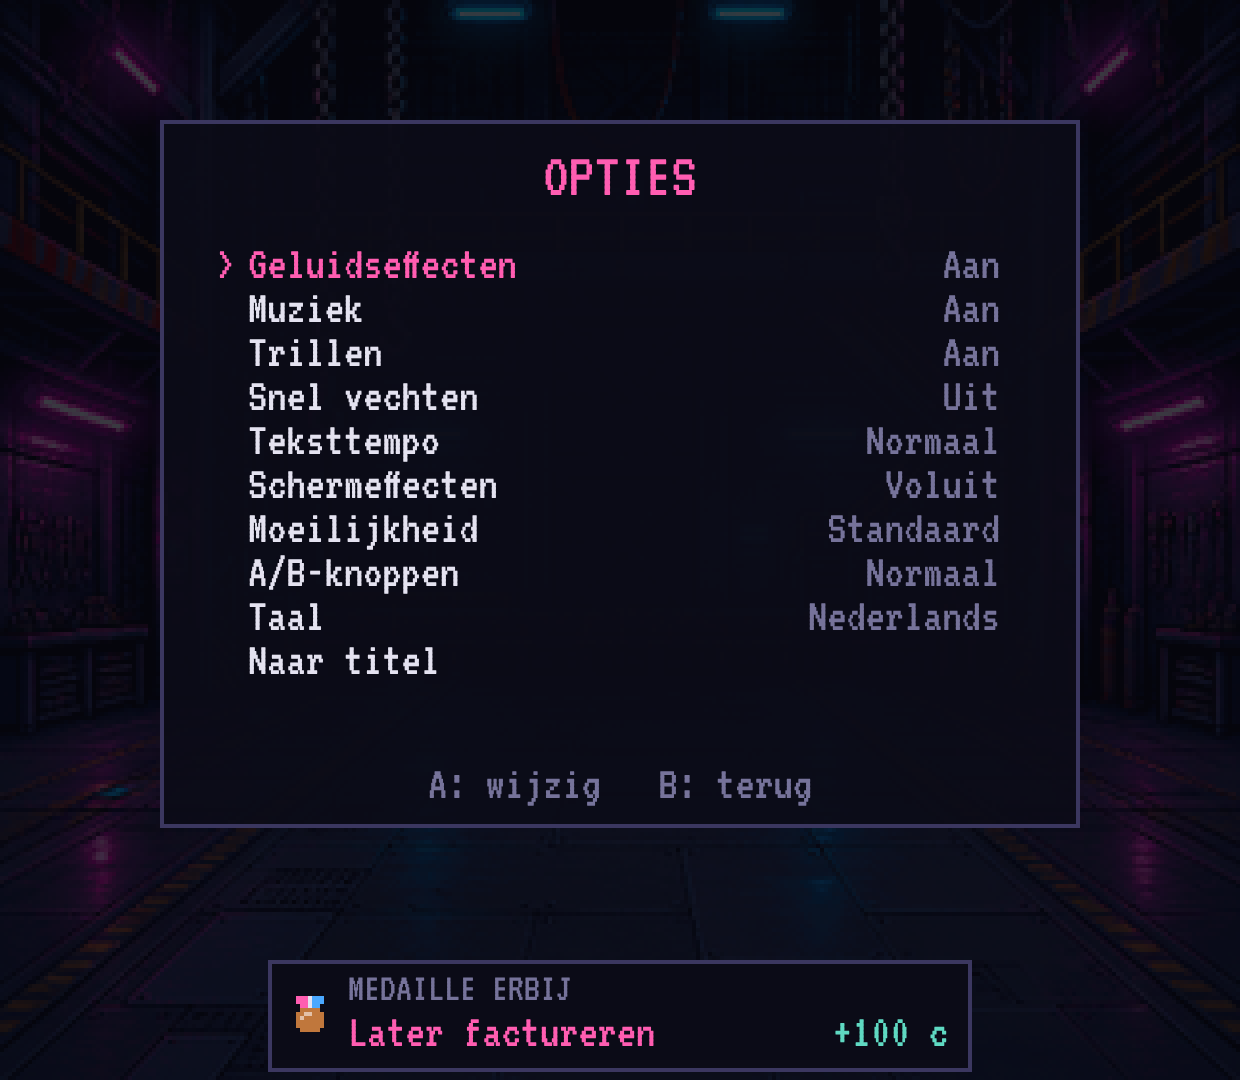 OPTIES
> Geluidseffecten Aan
Muziek Aan
Trillen Aan
Snel vechten Uit
Teksttempo Normaal
Schermeffecten Voluit
Moeilijkheid Standaard
A/B-knoppen Normaal
Taal Nederlands
Naar titel
A: wijzig B: terug
MEDAILLE ERBIJ
Later factureren +100 c